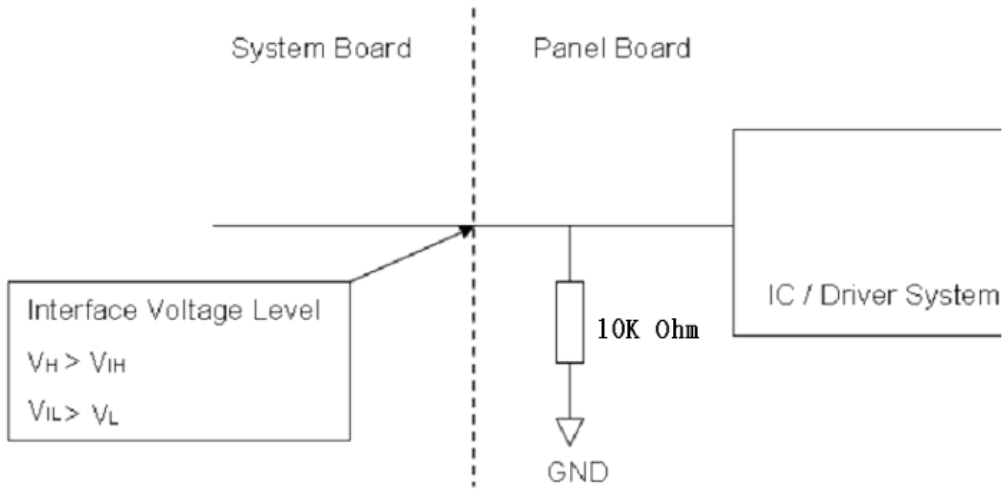 System Board
Panel Board
Interface Voltage Level
VH > VIH
VIL > VL
10K Ohm
IC / Driver System
GND